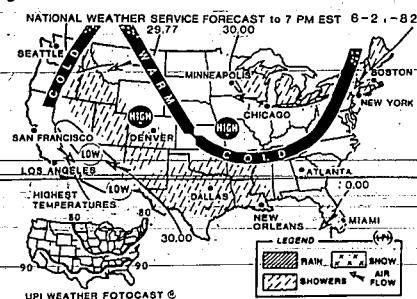 NATIONAL WEATHER SERVICE FORECAST to 7 PM EST 6-2 -82
29.77 30.00
SEATTLE
COLD
WARM
MINNEAPOLIS
BOSTON
NEW YORK
HIGH
DENVER
HIGH
CHICAGO
COLD
SAN FRANCISCO
LOW
LOS ANGELES
LOW
ATLANTA
DALLAS
HIGHEST
TEMPERATURES
NEW
ORLEANS
MIAMI
30.00
80 80
90 90
LEGEND
RAIN SNOW
SHOWERS AIR
FLOW
UPI WEATHER FOTOCAST ©